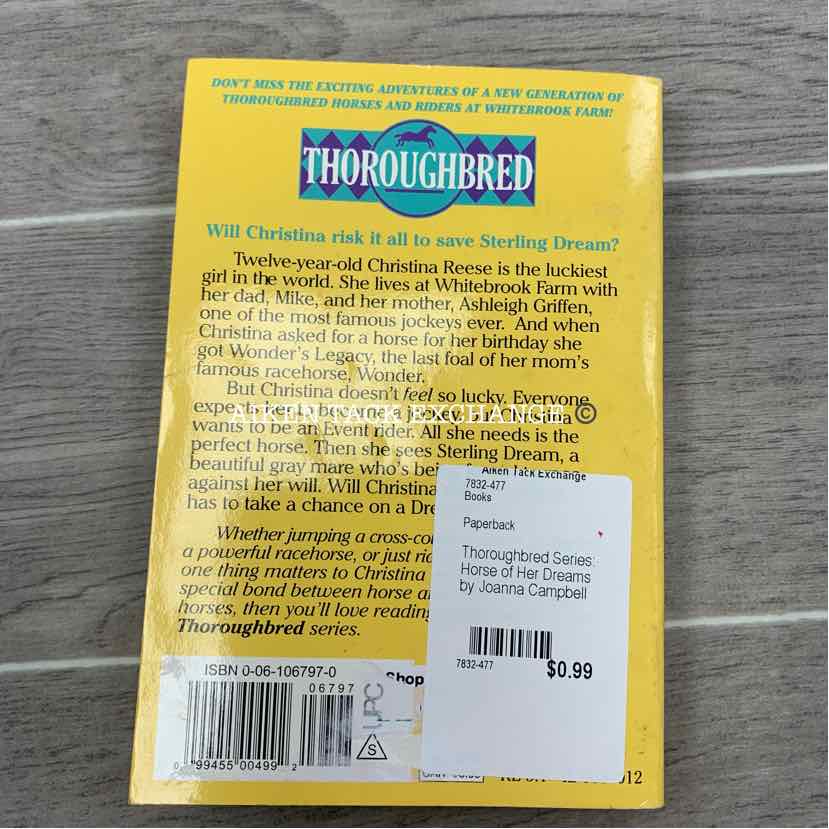 DON'T MISS THE EXCITING ADVENTURES OF A NEW GENERATION OF
THOROUGHBRED HORSES AND RIDERS AT WHITEBROOK FARM!
THOROUGHBRED
Will Christina risk it all to save Sterling Dream?
Twelve-year-old Christina Reese is the luckiest
girl in the world. She lives at Whitebrook Farm with
her dad, Mike, and her mother, Ashleigh Griffen,
one of the most famous jockeys ever. And when
Christina asked for a horse for her birthday she
got Wonder's Legacy, the last foal of her mom's
famous racehorse, Wonder.
But Christina doesn't feel so lucky. Everyone
AIKEN TACK EXCHANGE ©
wants to be an Event rider. All she needs is the
perfect horse. Then she sees Sterling Dream, a
beautiful gray mare who's
against her will. Will Christina
has to take a chance on a
Whether jumping a
a powerful racehorse, or just
one thing matters to Christina
special bond between horse
horses, then you'll love reading
Thoroughbred series.
Aiken Tack Exchange
7832-477
Books
Paperback
Thoroughbred Series:
Horse of Her Dreams
by Joanna Campbell
7832-477
$0.99
ISBN 0-06-106797-0
06797
0 99455 00499 2
UPC
S
Shop
012